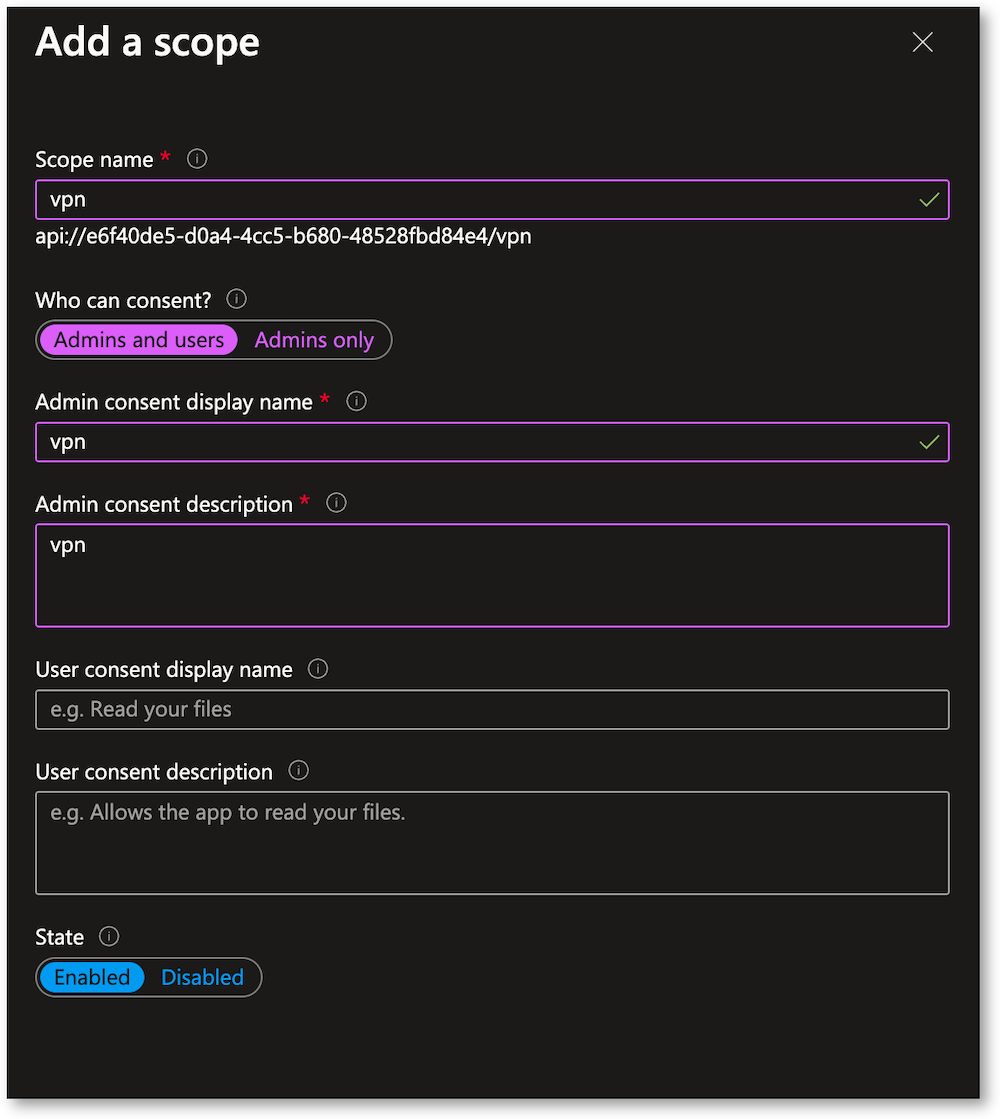 Add a scope
Scope name *
vpn
api://e6f40de5-d0a4-4cc5-b680-48528fbd84e4/vpn
Who can consent?
Admins and users Admins only
Admin consent display name *
vpn
Admin consent description *
vpn
User consent display name
e.g. Read your files
User consent description
e.g. Allows the app to read your files.
State
Enabled Disabled